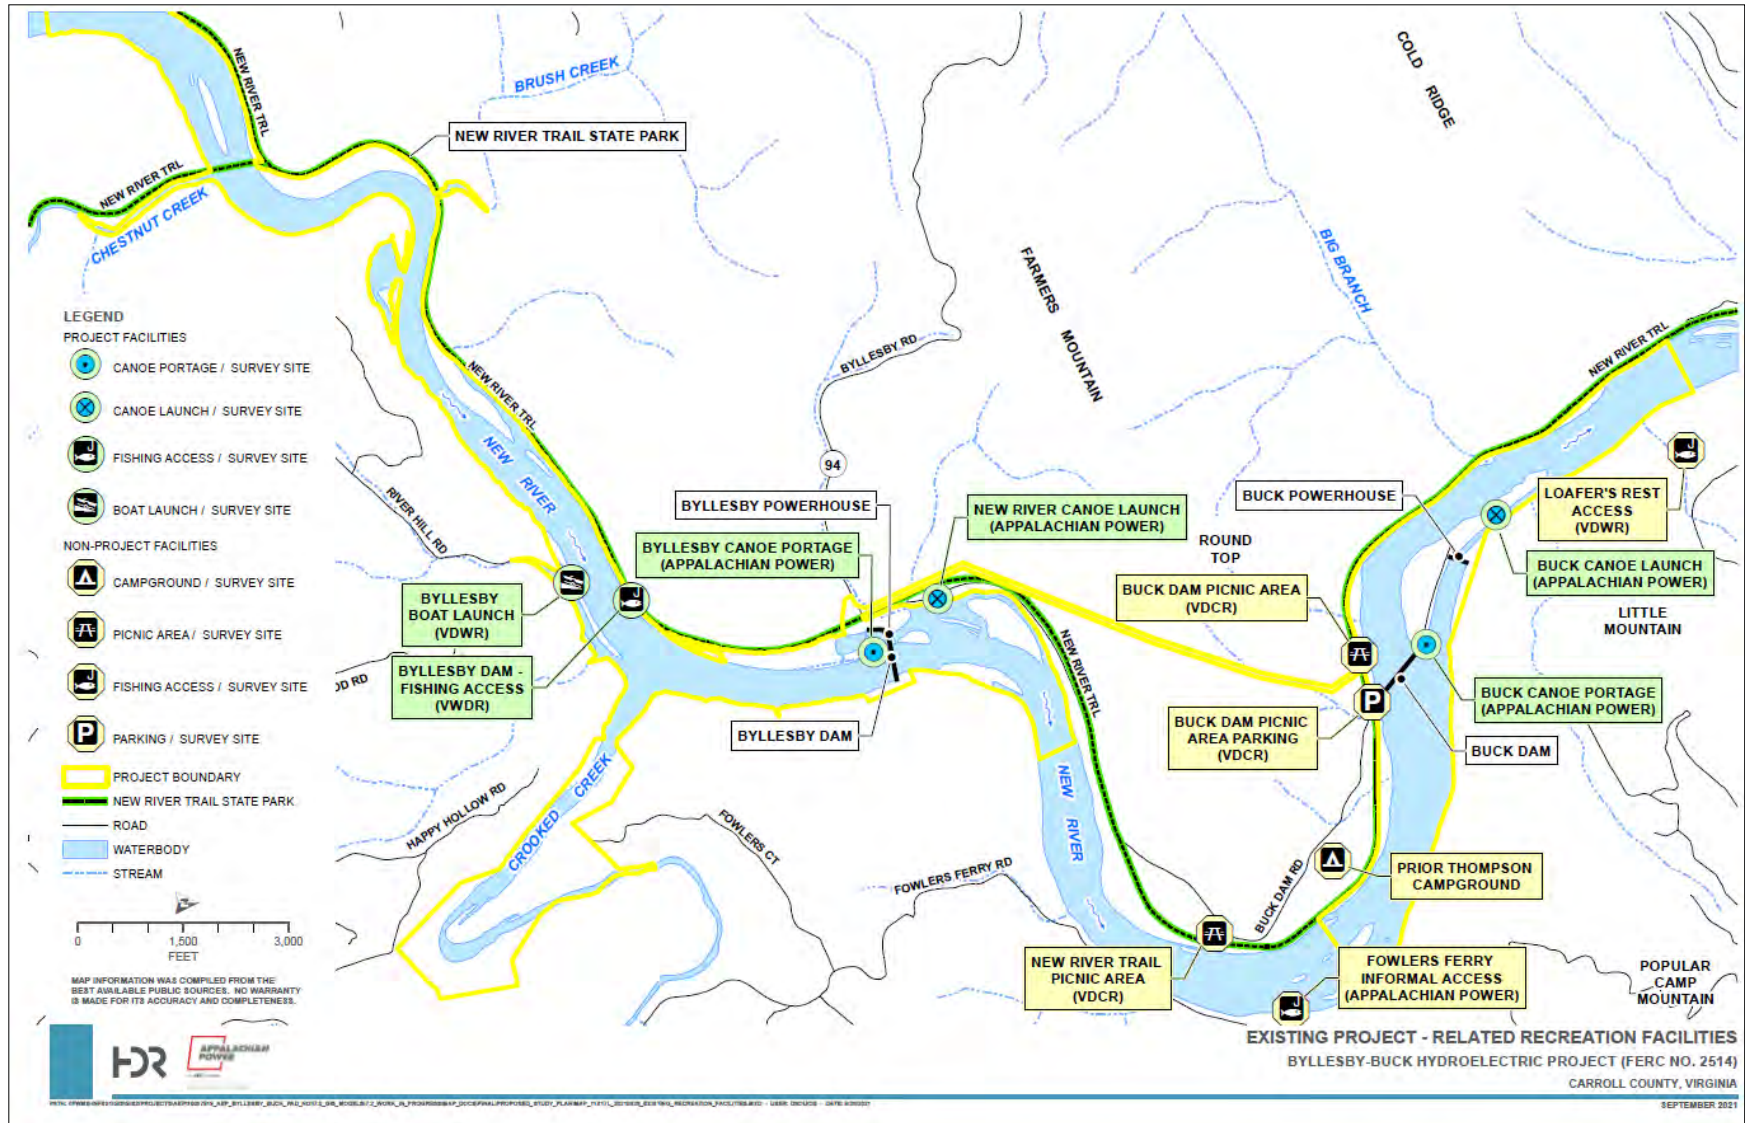 NEW RIVER TRL
BRUSH CREEK
COLD RIDGE
NEW RIVER TRAIL STATE PARK
NEW RIVER TRL
CHESTNUT CREEK
BIG BRANCH
FARMERS MOUNTAIN
LEGEND
PROJECT FACILITIES
CANOE PORTAGE / SURVEY SITE
CANOE LAUNCH / SURVEY SITE
FISHING ACCESS / SURVEY SITE
BOAT LAUNCH / SURVEY SITE
NON-PROJECT FACILITIES
CAMPGROUND / SURVEY SITE
PICNIC AREA / SURVEY SITE
FISHING ACCESS / SURVEY SITE
P
PARKING / SURVEY SITE
PROJECT BOUNDARY
NEW RIVER TRAIL STATE PARK
ROAD
WATERBODY
STREAM
0
1,500
3,000
FEET
MAP INFORMATION WAS COMPILED FROM THE
BEST AVAILABLE PUBLIC SOURCES. NO WARRANTY
IS MADE FOR ITS ACCURACY AND COMPLETENESS.
BYLLESBY RD
NEW RIVER TRL
NEW RIVER TRL
NEW RIVER
94
RIVER HILL RD
BYLLESBY POWERHOUSE
NEW RIVER CANOE LAUNCH
(APPALACHIAN POWER)
BUCK POWERHOUSE
LOAFER'S REST
ACCESS
(VDWR)
BYLLESBY CANOE PORTAGE
(APPALACHIAN POWER)
ROUND
TOP
BUCK CANOE LAUNCH
(APPALACHIAN POWER)
BYLLESBY
BOAT LAUNCH
(VDWR)
BUCK DAM PICNIC AREA
(VDCR)
LITTLE
MOUNTAIN
BYLLESBY DAM -
FISHING ACCESS
(VWDR)
OD RD
NEW RIVER TRL
P
BUCK CANOE PORTAGE
(APPALACHIAN POWER)
BUCK DAM PICNIC
AREA PARKING
(VDCR)
BYLLESBY DAM
BUCK DAM
NEW RIVER
HAPPY HOLLOW RD
CROOKED CREEK
FOWLERS CT
FOWLERS FERRY RD
BUCK DAM RD
PRIOR THOMPSON
CAMPGROUND
NEW RIVER TRAIL
PICNIC AREA
(VDCR)
FOWLERS FERRY
INFORMAL ACCESS
(APPALACHIAN POWER)
POPULAR
CAMP
MOUNTAIN
HDR
APPALACHIAN
POWER
EXISTING PROJECT - RELATED RECREATION FACILITIES
BYLLESBY-BUCK HYDROELECTRIC PROJECT (FERC NO. 2514)
CARROLL COUNTY, VIRGINIA
SEPTEMBER 2021